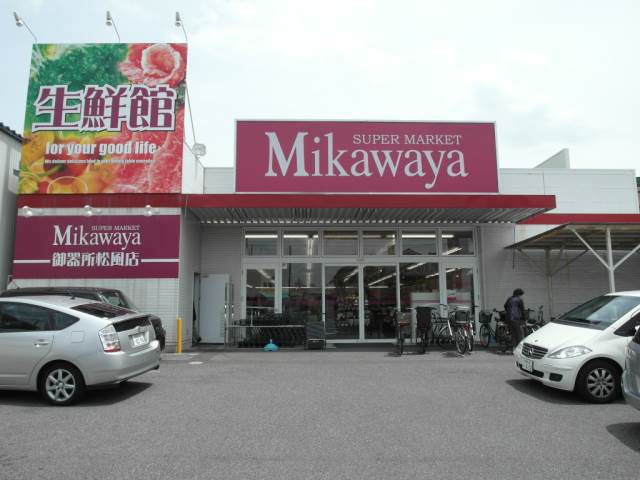 生鮮館
for your good life
SUPER MARKET
Mikawaya
SUPER MARKET
Mikawaya
御器所松風店